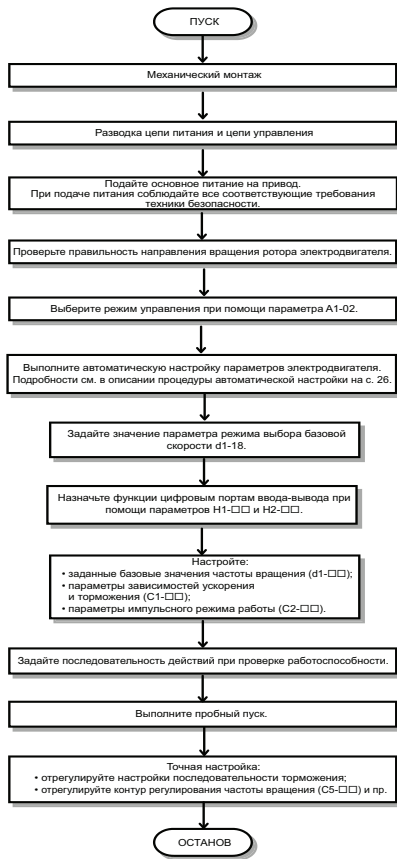 ПУСК
Механический монтаж
Разводка цепи питания и цепи управления
Подайте основное питание на привод.
При подаче питания соблюдайте все соответствующие требования
техники безопасности.
Проверьте правильность направления вращения ротора электродвигателя.
Выберите режим управления при помощи параметра A1-02.
Выполните автоматическую настройку параметров электродвигателя.
Подробности см. в описании процедуры автоматической настройки на с. 26.
Задайте значение параметра режима выбора базовой
скорости d1-18.
Назначьте функции цифровым портам ввода-вывода при
помощи параметров H1-□□ и H2-□□.
Настройте:
• заданные базовые значения частоты вращения (d1-□□);
• параметры зависимостей ускорения
и торможения (C1-□□);
• параметры импульсного режима работы (C2-□□).
Задайте последовательность действий при проверке работоспособности.
Выполните пробный пуск.
Точная настройка:
• отрегулируйте настройки последовательности торможения;
• отрегулируйте контур регулирования частоты вращения (C5-□□) и пр.
ОСТАНОВ